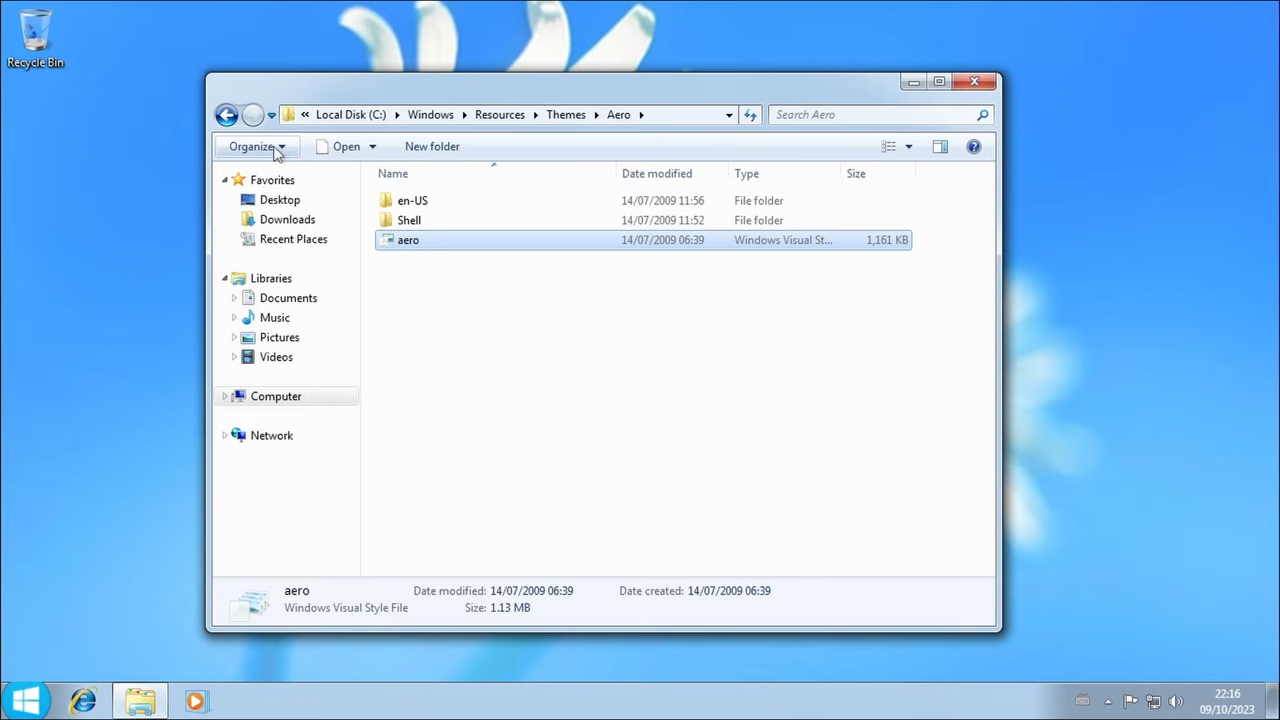 Recycle Bin
« Local Disk (C:) Windows Resources Themes Aero
Search Aero
Organize Open New folder
Name Date modified Type Size
Favorites
Desktop
Downloads
Recent Places
Libraries
Documents
Music
Pictures
Videos
Computer
Network
en-US 14/07/2009 11:56 File folder
Shell 14/07/2009 11:52 File folder
aero 14/07/2009 06:39 Windows Visual St... 1,161 KB
aero Date modified: 14/07/2009 06:39 Date created: 14/07/2009 06:39
Windows Visual Style File Size: 1.13 MB
22:16
09/10/2023